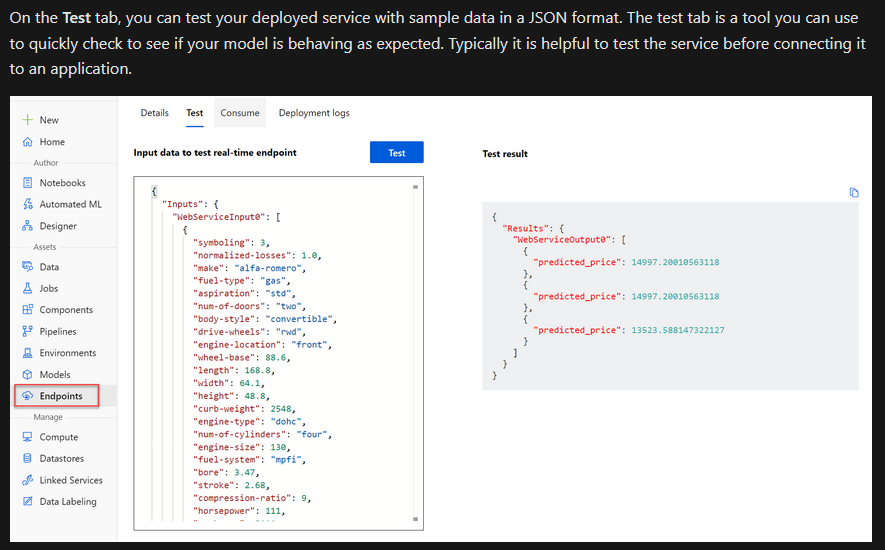 On the Test tab, you can test your deployed service with sample data in a JSON format. The test tab is a tool you can use
to quickly check to see if your model is behaving as expected. Typically it is helpful to test the service before connecting it
to an application.
New
Home
Author
Notebooks
Automated ML
Designer
Assets
Data
Jobs
Components
Pipelines
Environments
Models
Endpoints
Manage
Compute
Datastores
Linked Services
Data Labeling
Details Test Consume Deployment logs
Input data to test real-time endpoint
Test
{
"Inputs": {
"WebServiceInput0": [
{
"symboling": 3,
"normalized-losses": 1.0,
"make": "alfa-romero",
"fuel-type": "gas",
"aspiration": "std",
"num-of-doors": "two",
"body-style": "convertible",
"drive-wheels": "rwd",
"engine-location": "front",
"wheel-base": 88.6,
"length": 168.8,
"width": 64.1,
"height": 48.8,
"curb-weight": 2548,
"engine-type": "dohc",
"num-of-cylinders": "four",
"engine-size": 130,
"fuel-system": "mpfi",
"bore": 3.47,
"stroke": 2.68,
"compression-ratio": 9,
"horsepower": 111,
Test result
{
"Results": {
"WebServiceOutput0": [
{
"predicted_price": 14997.20010563118
},
{
"predicted_price": 14997.20010563118
},
{
"predicted_price": 13523.588147322127
}
]
}
}